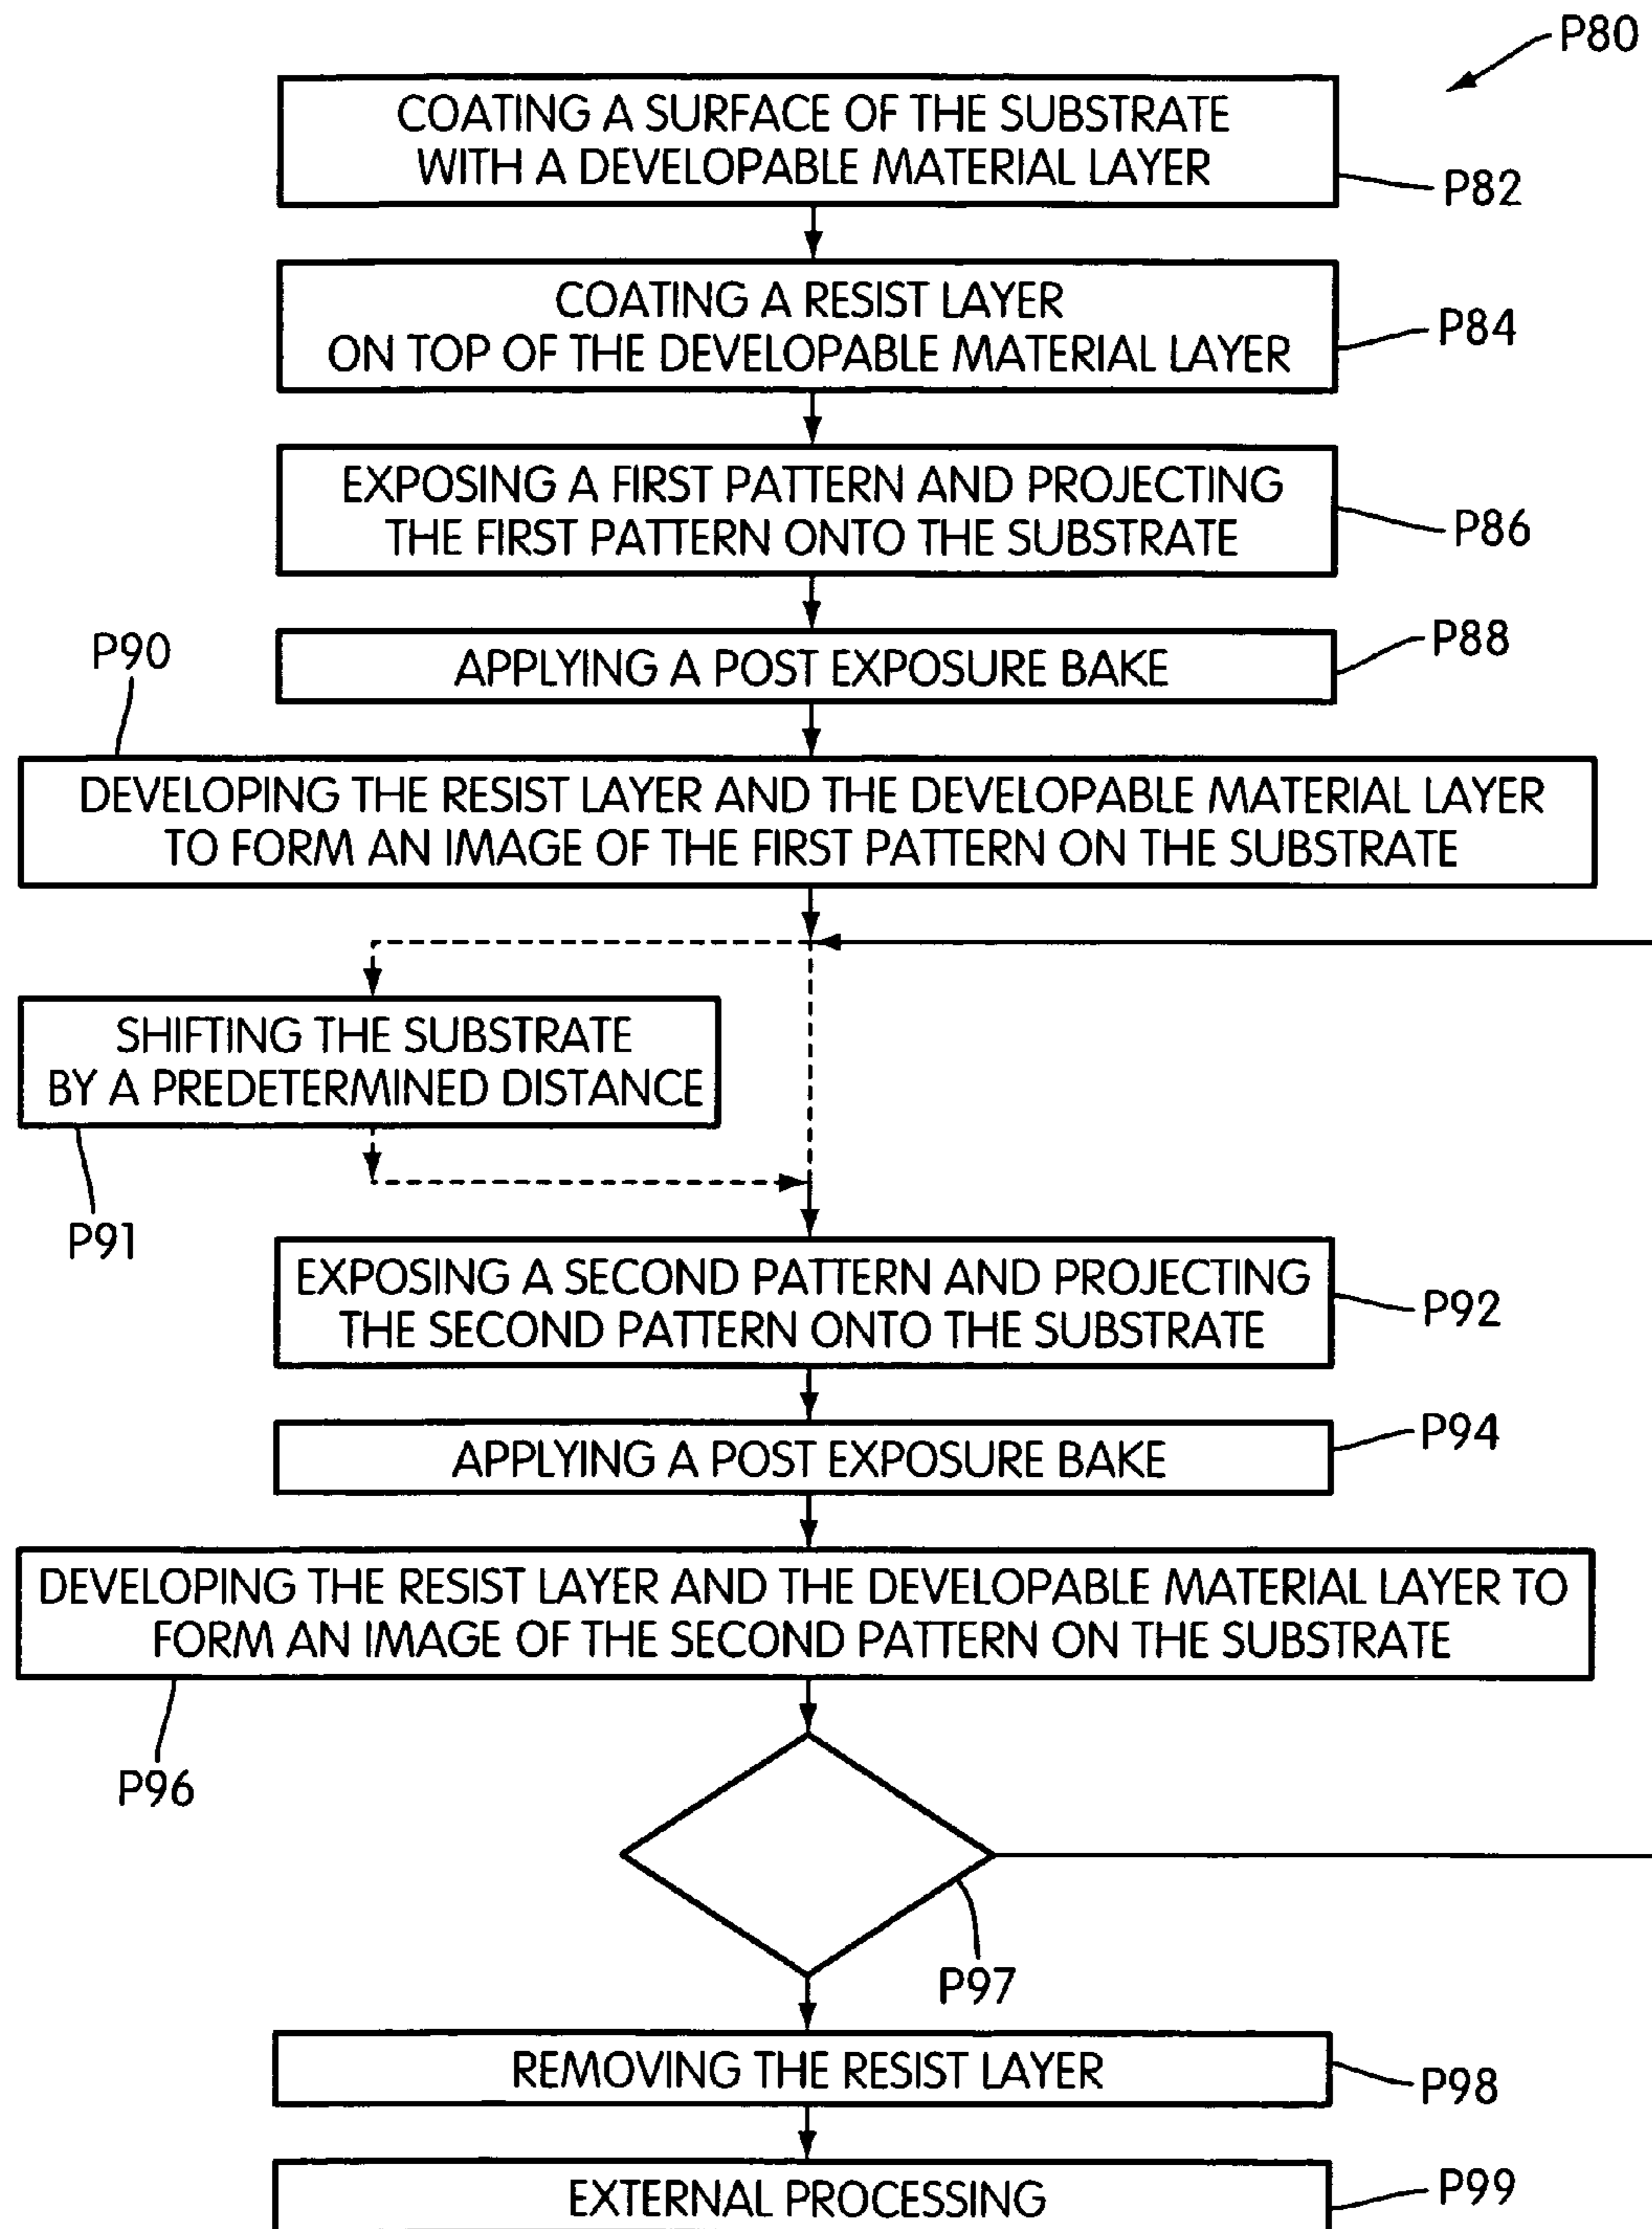 P80
COATING A SURFACE OF THE SUBSTRATE
WITH A DEVELOPABLE MATERIAL LAYER
P82
COATING A RESIST LAYER
ON TOP OF THE DEVELOPABLE MATERIAL LAYER
P84
EXPOSING A FIRST PATTERN AND PROJECTING
THE FIRST PATTERN ONTO THE SUBSTRATE
P86
APPLYING A POST EXPOSURE BAKE
P88
P90
DEVELOPING THE RESIST LAYER AND THE DEVELOPABLE MATERIAL LAYER
TO FORM AN IMAGE OF THE FIRST PATTERN ON THE SUBSTRATE
SHIFTING THE SUBSTRATE
BY A PREDETERMINED DISTANCE
P91
EXPOSING A SECOND PATTERN AND PROJECTING
THE SECOND PATTERN ONTO THE SUBSTRATE
P92
APPLYING A POST EXPOSURE BAKE
P94
DEVELOPING THE RESIST LAYER AND THE DEVELOPABLE MATERIAL LAYER TO
FORM AN IMAGE OF THE SECOND PATTERN ON THE SUBSTRATE
P96
P97
REMOVING THE RESIST LAYER
P98
EXTERNAL PROCESSING
P99